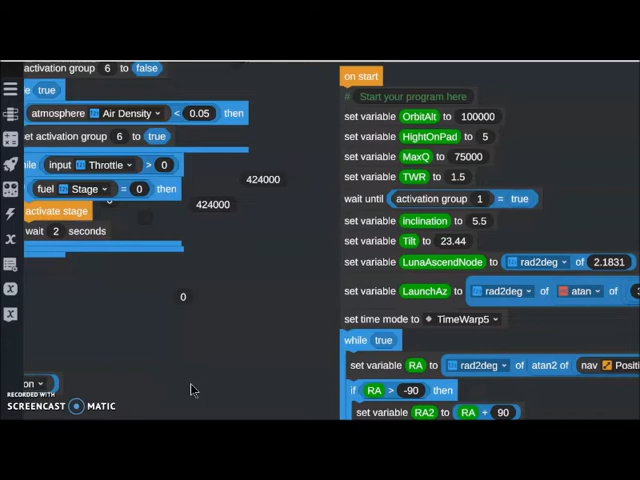 activation group 6 to false
true
atmosphere Air Density < 0.05 then
set activation group 6 to true
input Throttle > 0
fuel Stage = 0 then
activate stage
wait 2 seconds
424000
424000
0
RECORDED WITH
SCREENCAST MATIC
on start
# Start your program here
set variable OrbitAlt to 100000
set variable HightOnPad to 5
set variable MaxQ to 75000
set variable TWR to 1.5
wait until activation group 1 = true
set variable inclination to 5.5
set variable Tilt to 23.44
set variable LunaAscendNode to rad2deg of 2.1831
set variable LaunchAz to rad2deg of atan of
set time mode to TimeWarp5
while true
set variable RA to rad2deg of atan2 of nav Positi
if RA > -90 then
set variable RA2 to RA + 90